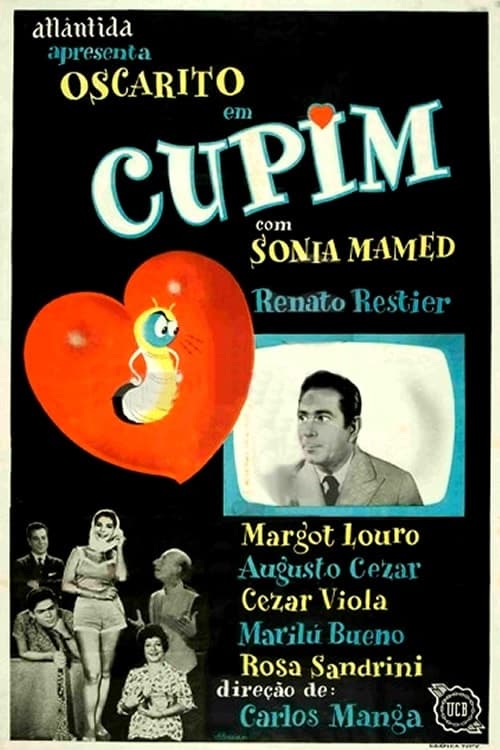 atlântida
apresenta
OSCARITO
em
CUPIM
com
SONIA MAMED
Renato Restier
Margot Louro
Augusto Cezar
Cezar Viola
Marilú Bueno
Rosa Sandrini
direção de:
Carlos Manga
UCB